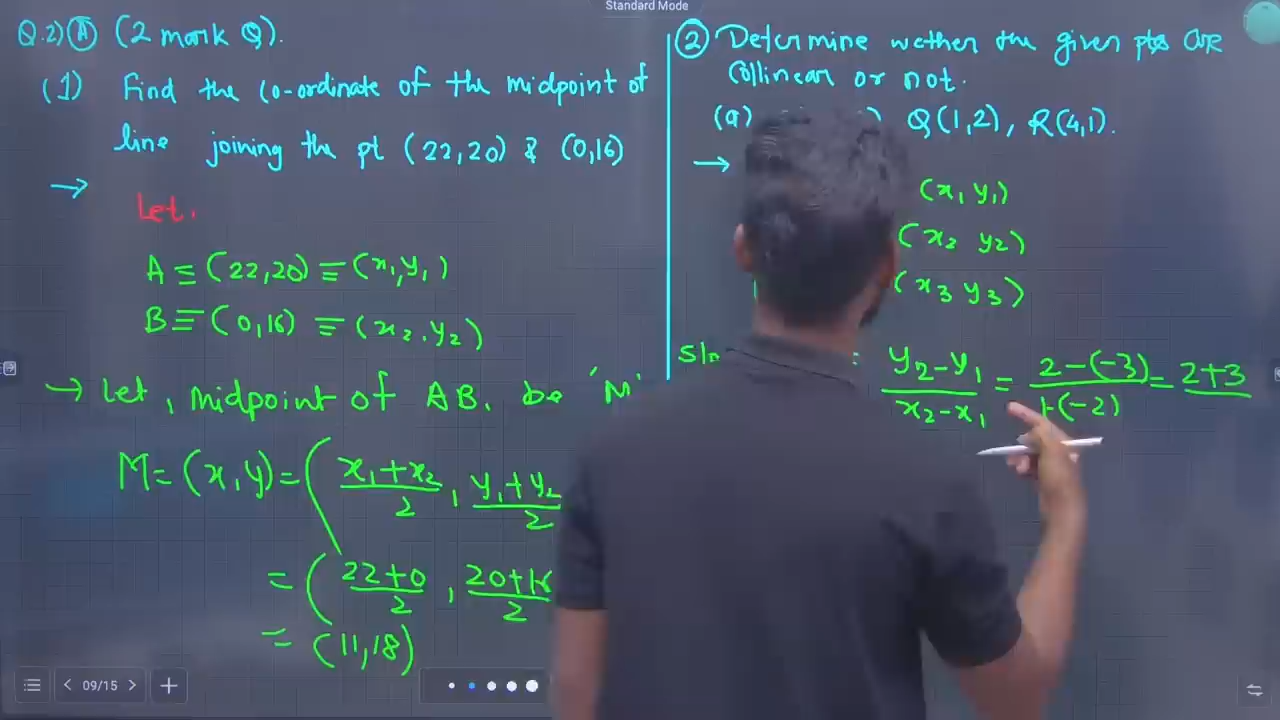 Standard Mode
Q.2) (A) (2 mark Q).
(1) Find the co-ordinate of the midpoint of
line joining the pt (22,20) & (0,16)
→
Let,
A ≡ (22,20) ≡ (x₁,y₁)
B ≡ (0,16) ≡ (x₂,y₂)
→ Let, midpoint of AB. be 'M'
M = (x,y) = ( x₁+x₂/2 , y₁+y₂/2
= ( 22+0/2 , 20+16/2
= (11,18)
(2) Determine wether the given pts are
collinear or not.
(a) Q(1,2), R(4,1).
→
(x₁ y₁)
(x₂ y₂)
(x₃ y₃)
y₂-y₁/x₂-x₁ = 2-(-3)/1-(-2) = 2+3
09/15